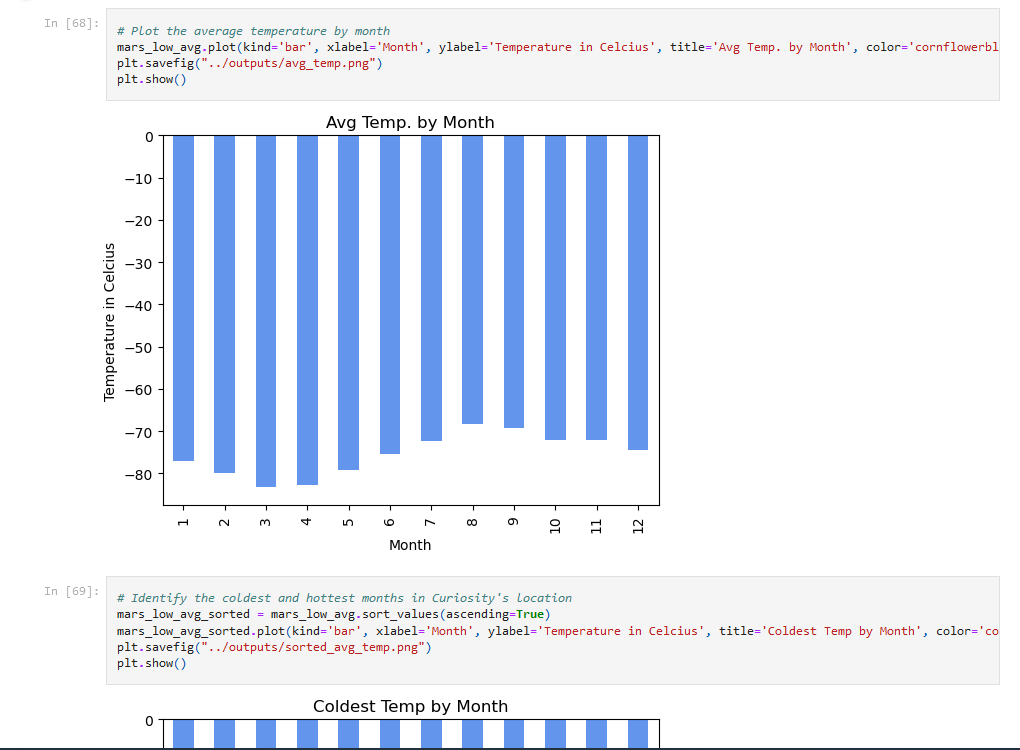 In [68]:
# Plot the average temperature by month
mars_low_avg.plot(kind='bar', xlabel='Month', ylabel='Temperature in Celcius', title='Avg Temp. by Month', color='cornflowerbl
plt.savefig("../outputs/avg_temp.png")
plt.show()
Avg Temp. by Month
0
−10
−20
−30
−40
−50
−60
−70
−80
Temperature in Celcius
1 2 3 4 5 6 7 8 9 10 11 12
Month
In [69]:
# Identify the coldest and hottest months in Curiosity's location
mars_low_avg_sorted = mars_low_avg.sort_values(ascending=True)
mars_low_avg_sorted.plot(kind='bar', xlabel='Month', ylabel='Temperature in Celcius', title='Coldest Temp by Month', color='co
plt.savefig("../outputs/sorted_avg_temp.png")
plt.show()
Coldest Temp by Month
0